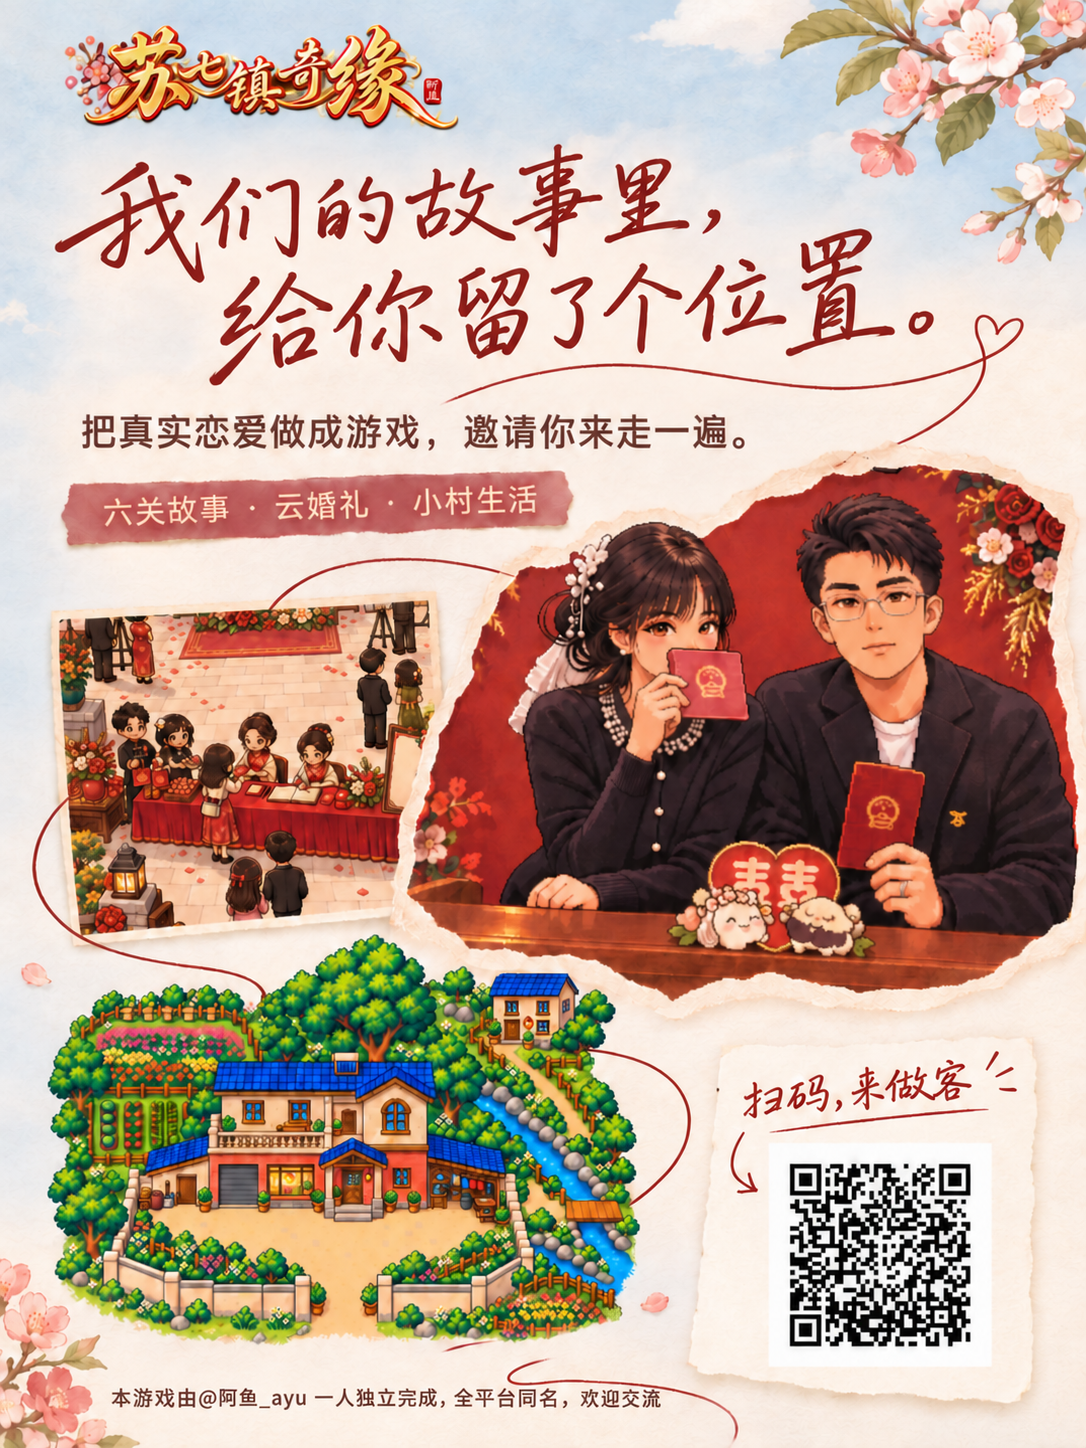 苏七镇奇缘
我们的故事里，
给你留了个位置。
把真实恋爱做成游戏，邀请你来走一遍。
六关故事 · 云婚礼 · 小村生活
囍
扫码，来做客
本游戏由@阿鱼_ayu 一人独立完成，全平台同名，欢迎交流